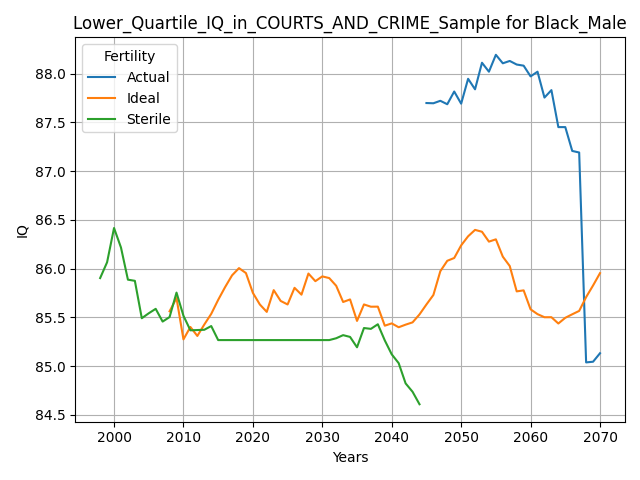 Lower_Quartile_IQ_in_COURTS_AND_CRIME_Sample for Black_Male
Fertility
Actual
Ideal
Sterile
88.0
87.5
87.0
86.5
86.0
85.5
85.0
84.5
IQ
2000 2010 2020 2030 2040 2050 2060 2070
Years